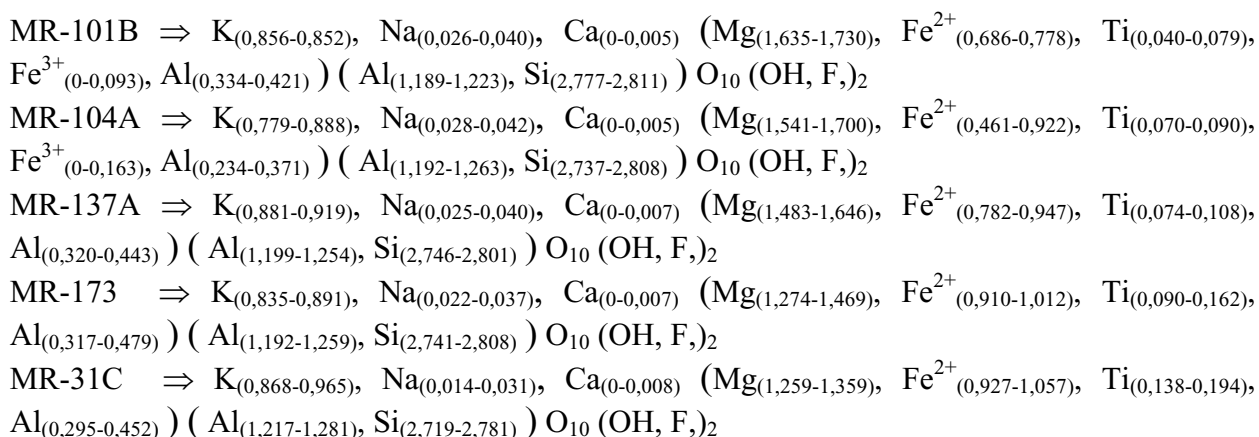 MR-101B ⇒ K(0,856-0,852), Na(0,026-0,040), Ca(0-0,005) (Mg(1,635-1,730), Fe2+(0,686-0,778), Ti(0,040-0,079),
Fe3+(0-0,093), Al(0,334-0,421) ) ( Al(1,189-1,223), Si(2,777-2,811) ) O10 (OH, F,)2
MR-104A ⇒ K(0,779-0,888), Na(0,028-0,042), Ca(0-0,005) (Mg(1,541-1,700), Fe2+(0,461-0,922), Ti(0,070-0,090),
Fe3+(0-0,163), Al(0,234-0,371) ) ( Al(1,192-1,263), Si(2,737-2,808) ) O10 (OH, F,)2
MR-137A ⇒ K(0,881-0,919), Na(0,025-0,040), Ca(0-0,007) (Mg(1,483-1,646), Fe2+(0,782-0,947), Ti(0,074-0,108),
Al(0,320-0,443) ) ( Al(1,199-1,254), Si(2,746-2,801) ) O10 (OH, F,)2
MR-173 ⇒ K(0,835-0,891), Na(0,022-0,037), Ca(0-0,007) (Mg(1,274-1,469), Fe2+(0,910-1,012), Ti(0,090-0,162),
Al(0,317-0,479) ) ( Al(1,192-1,259), Si(2,741-2,808) ) O10 (OH, F,)2
MR-31C ⇒ K(0,868-0,965), Na(0,014-0,031), Ca(0-0,008) (Mg(1,259-1,359), Fe2+(0,927-1,057), Ti(0,138-0,194),
Al(0,295-0,452) ) ( Al(1,217-1,281), Si(2,719-2,781) ) O10 (OH, F,)2